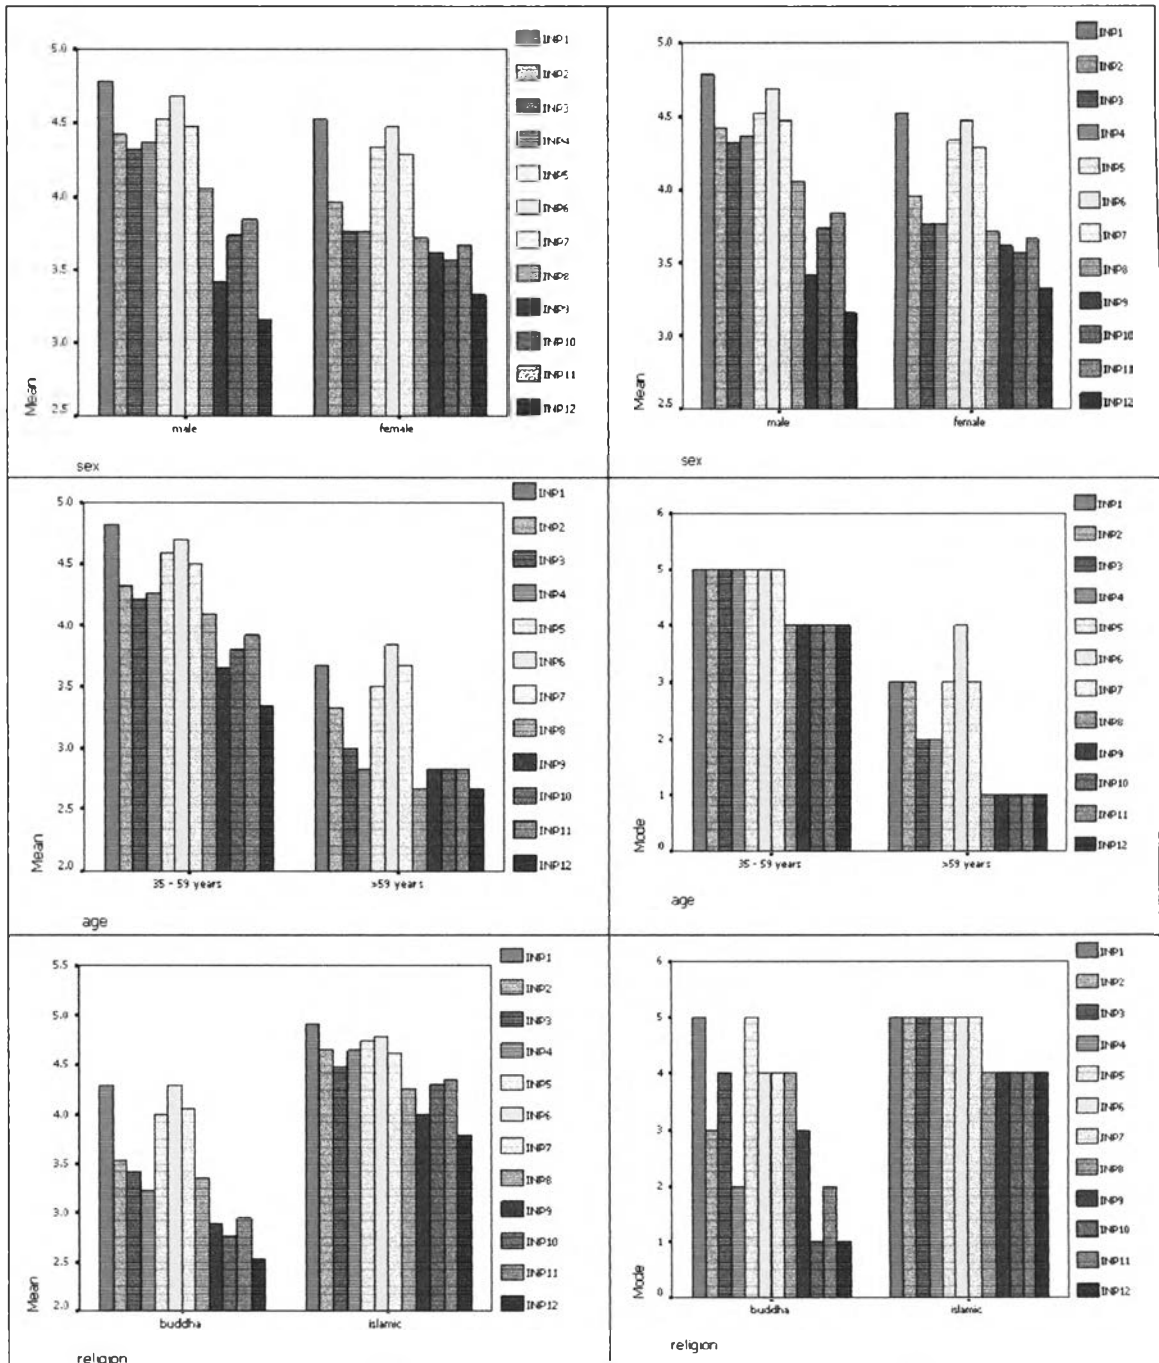 5.0
4.5
4.0
3.5
3.0
2.5
Mean
male
female
sex
INP1
INP2
INP3
INP4
INP5
INP6
INP7
INP8
INP9
INP10
INP11
INP12
5.0
4.5
4.0
3.5
3.0
2.5
Mean
male
female
sex
INP1
INP2
INP3
INP4
INP5
INP6
INP7
INP8
INP9
INP10
INP11
INP12
5.0
4.5
4.0
3.5
3.0
2.5
2.0
Mean
35 - 59 years
>59 years
age
INP1
INP2
INP3
INP4
INP5
INP6
INP7
INP8
INP9
INP10
INP11
INP12
6
5
4
3
2
1
0
Mode
35 - 59 years
>59 years
age
INP1
INP2
INP3
INP4
INP5
INP6
INP7
INP8
INP9
INP10
INP11
INP12
5.5
5.0
4.5
4.0
3.5
3.0
2.5
2.0
Mean
buddha
islamic
religion
INP1
INP2
INP3
INP4
INP5
INP6
INP7
INP8
INP9
INP10
INP11
INP12
6
5
4
3
2
1
0
Mode
buddha
islamic
religion
INP1
INP2
INP3
INP4
INP5
INP6
INP7
INP8
INP9
INP10
INP11
INP12